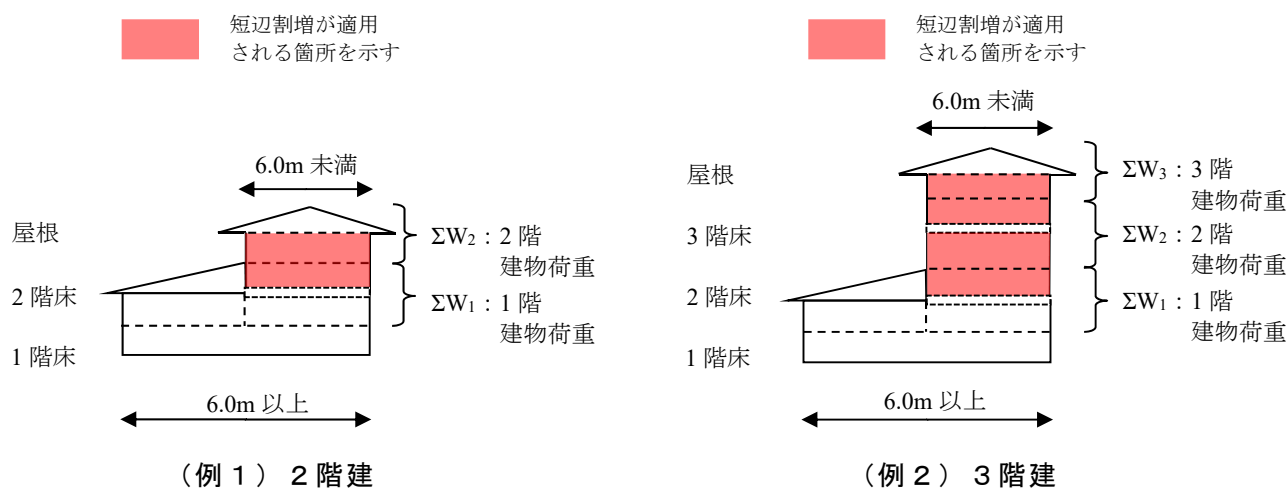 短辺割増が適用
される箇所を示す
6.0m 未満
屋根
2 階床
1 階床
ΣW₂：2 階
建物荷重
ΣW₁：1 階
建物荷重
6.0m 以上
（例１）２階建
短辺割増が適用
される箇所を示す
6.0m 未満
屋根
3 階床
2 階床
1 階床
ΣW₃：3 階
建物荷重
ΣW₂：2 階
建物荷重
ΣW₁：1 階
建物荷重
6.0m 以上
（例２）３階建